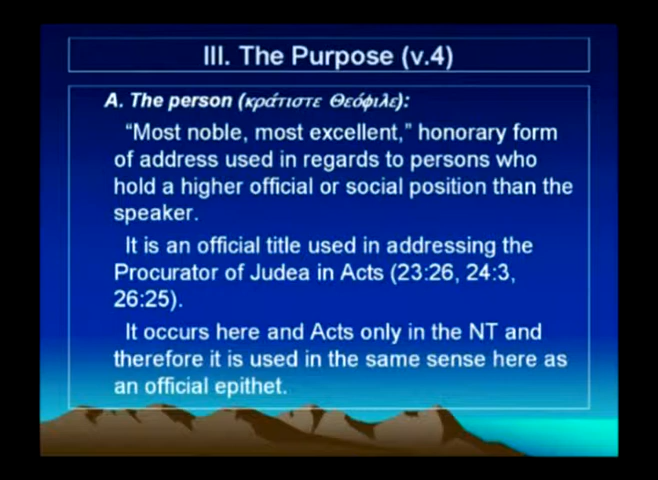 III. The Purpose (v.4)
A. The person (κράτιστε Θεόφιλε):
"Most noble, most excellent," honorary form
of address used in regards to persons who
hold a higher official or social position than the
speaker.
It is an official title used in addressing the
Procurator of Judea in Acts (23:26, 24:3,
26:25).
It occurs here and Acts only in the NT and
therefore it is used in the same sense here as
an official epithet.